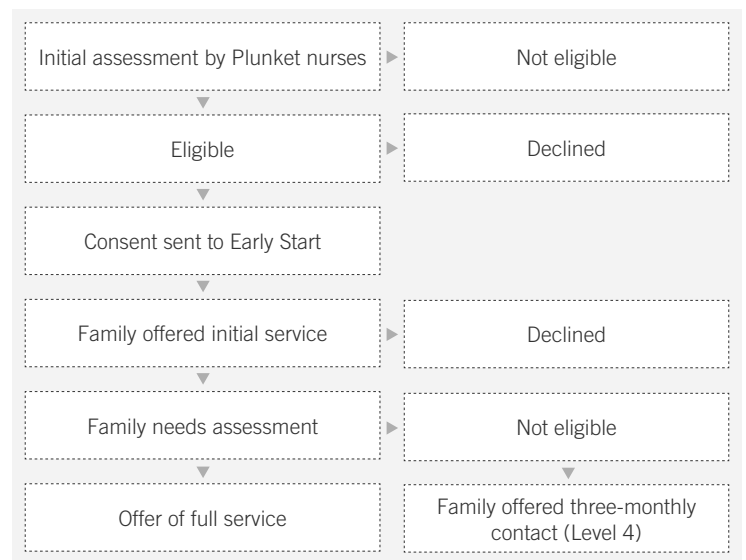 Initial assessment by Plunket nurses
Not eligible
Eligible
Declined
Consent sent to Early Start
Family offered initial service
Declined
Family needs assessment
Not eligible
Offer of full service
Family offered three-monthly
contact (Level 4)